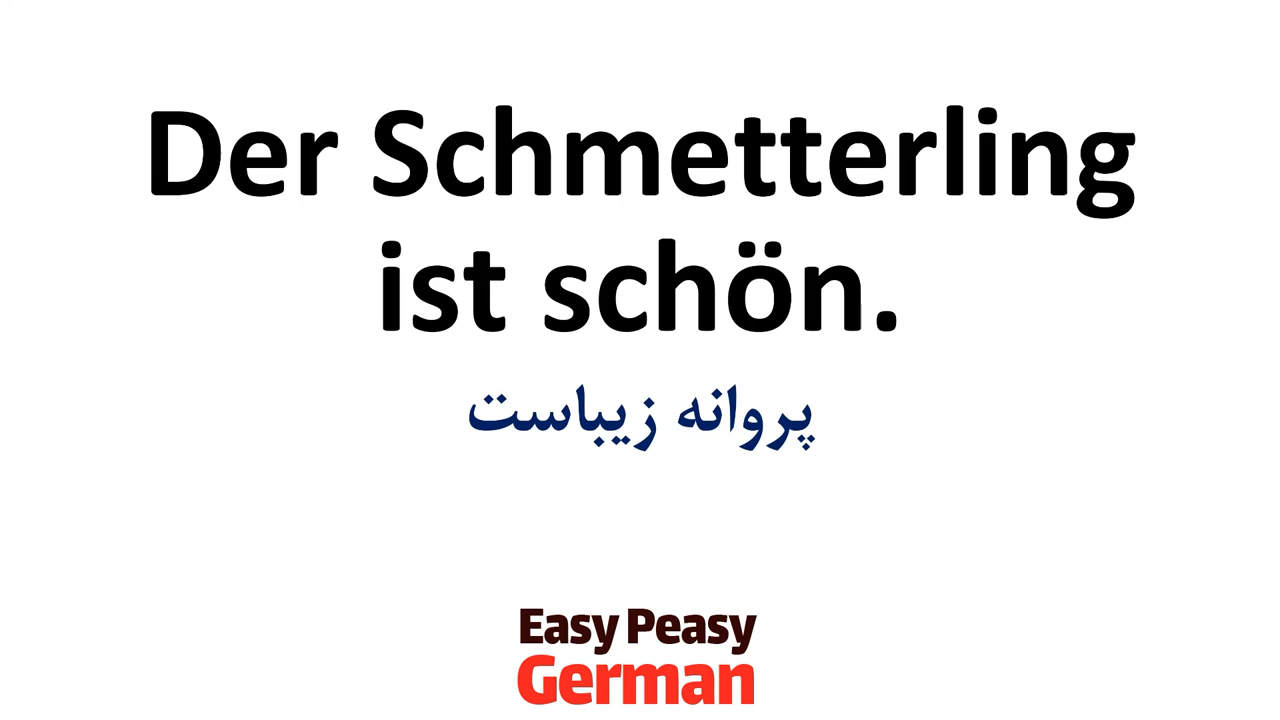 Der Schmetterling
ist schön.
پروانه زیباست
Easy Peasy
German